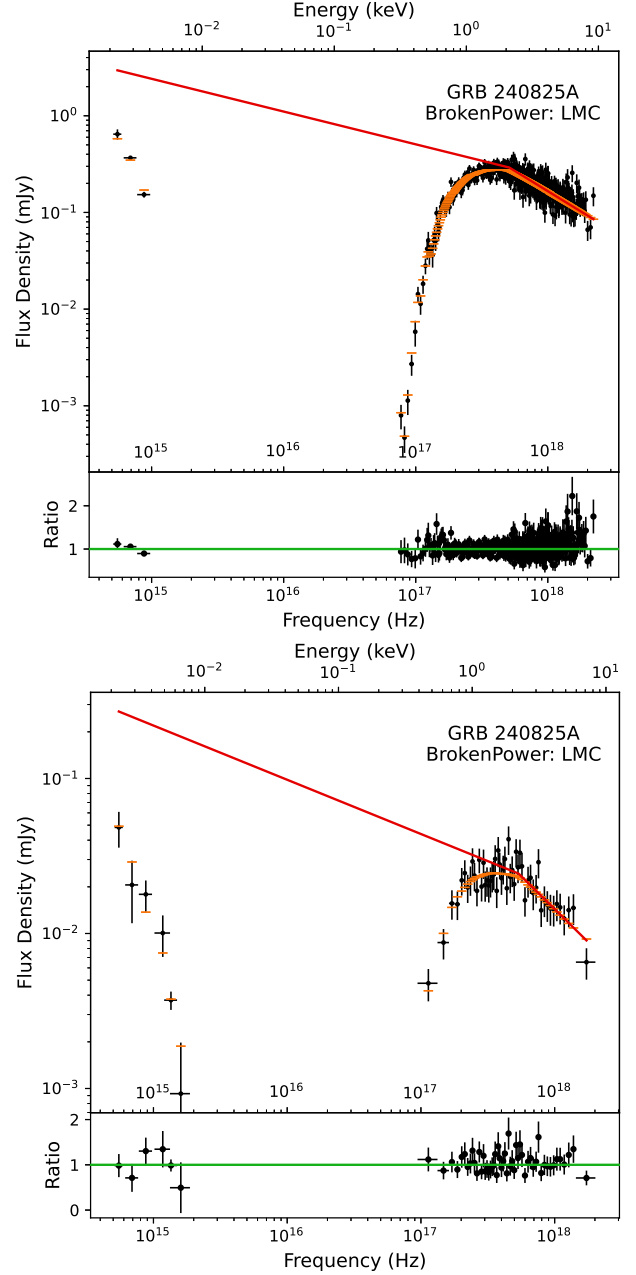 Energy (keV)
10⁻² 10⁻¹ 10⁰ 10¹
GRB 240825A
BrokenPower: LMC
Flux Density (mJy)
10⁰
10⁻¹
10⁻²
10⁻³
10¹⁵ 10¹⁶ 10¹⁷ 10¹⁸
Ratio
2
1
10¹⁵ 10¹⁶ 10¹⁷ 10¹⁸
Frequency (Hz)
Energy (keV)
10⁻² 10⁻¹ 10⁰ 10¹
GRB 240825A
BrokenPower: LMC
Flux Density (mJy)
10⁻¹
10⁻²
10⁻³
10¹⁵ 10¹⁶ 10¹⁷ 10¹⁸
Ratio
2
1
0
10¹⁵ 10¹⁶ 10¹⁷ 10¹⁸
Frequency (Hz)